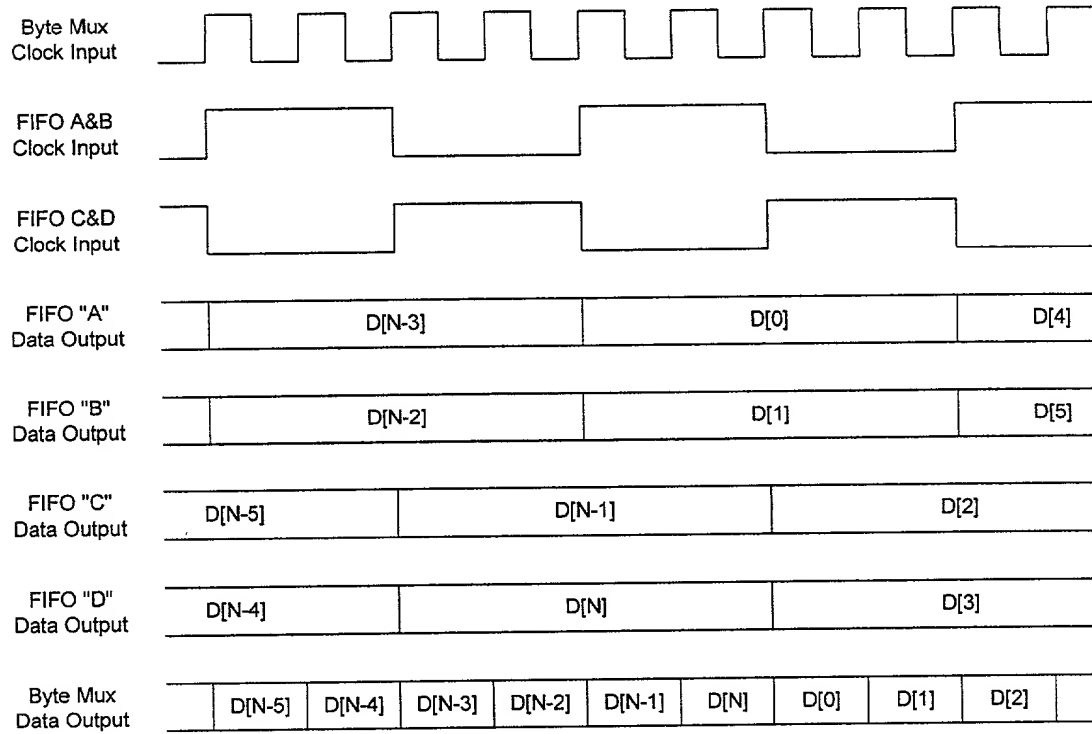 Byte Mux
Clock Input
FIFO A&B
Clock Input
FIFO C&D
Clock Input
FIFO "A"
Data Output
D[N-3]
D[0]
D[4]
FIFO "B"
Data Output
D[N-2]
D[1]
D[5]
FIFO "C"
Data Output
D[N-5]
D[N-1]
D[2]
FIFO "D"
Data Output
D[N-4]
D[N]
D[3]
Byte Mux
Data Output
D[N-5]
D[N-4]
D[N-3]
D[N-2]
D[N-1]
D[N]
D[0]
D[1]
D[2]